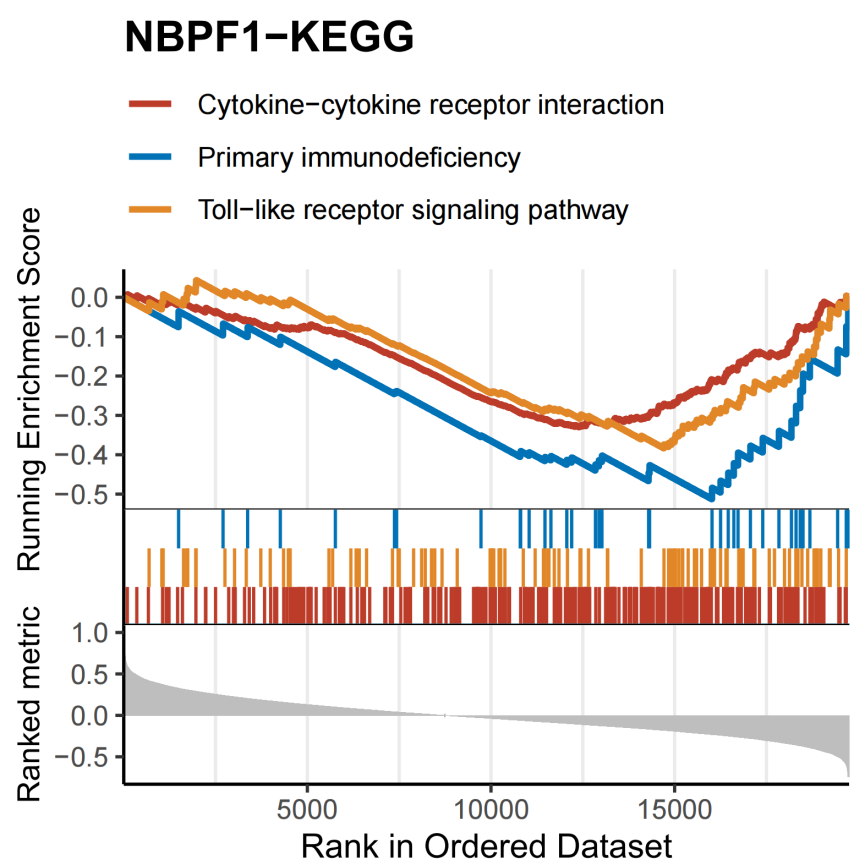 NBPF1−KEGG
Cytokine−cytokine receptor interaction
Primary immunodeficiency
Toll−like receptor signaling pathway
Running Enrichment Score
0.0
−0.1
−0.2
−0.3
−0.4
−0.5
Ranked metric
1.0
0.5
0.0
−0.5
5000 10000 15000
Rank in Ordered Dataset